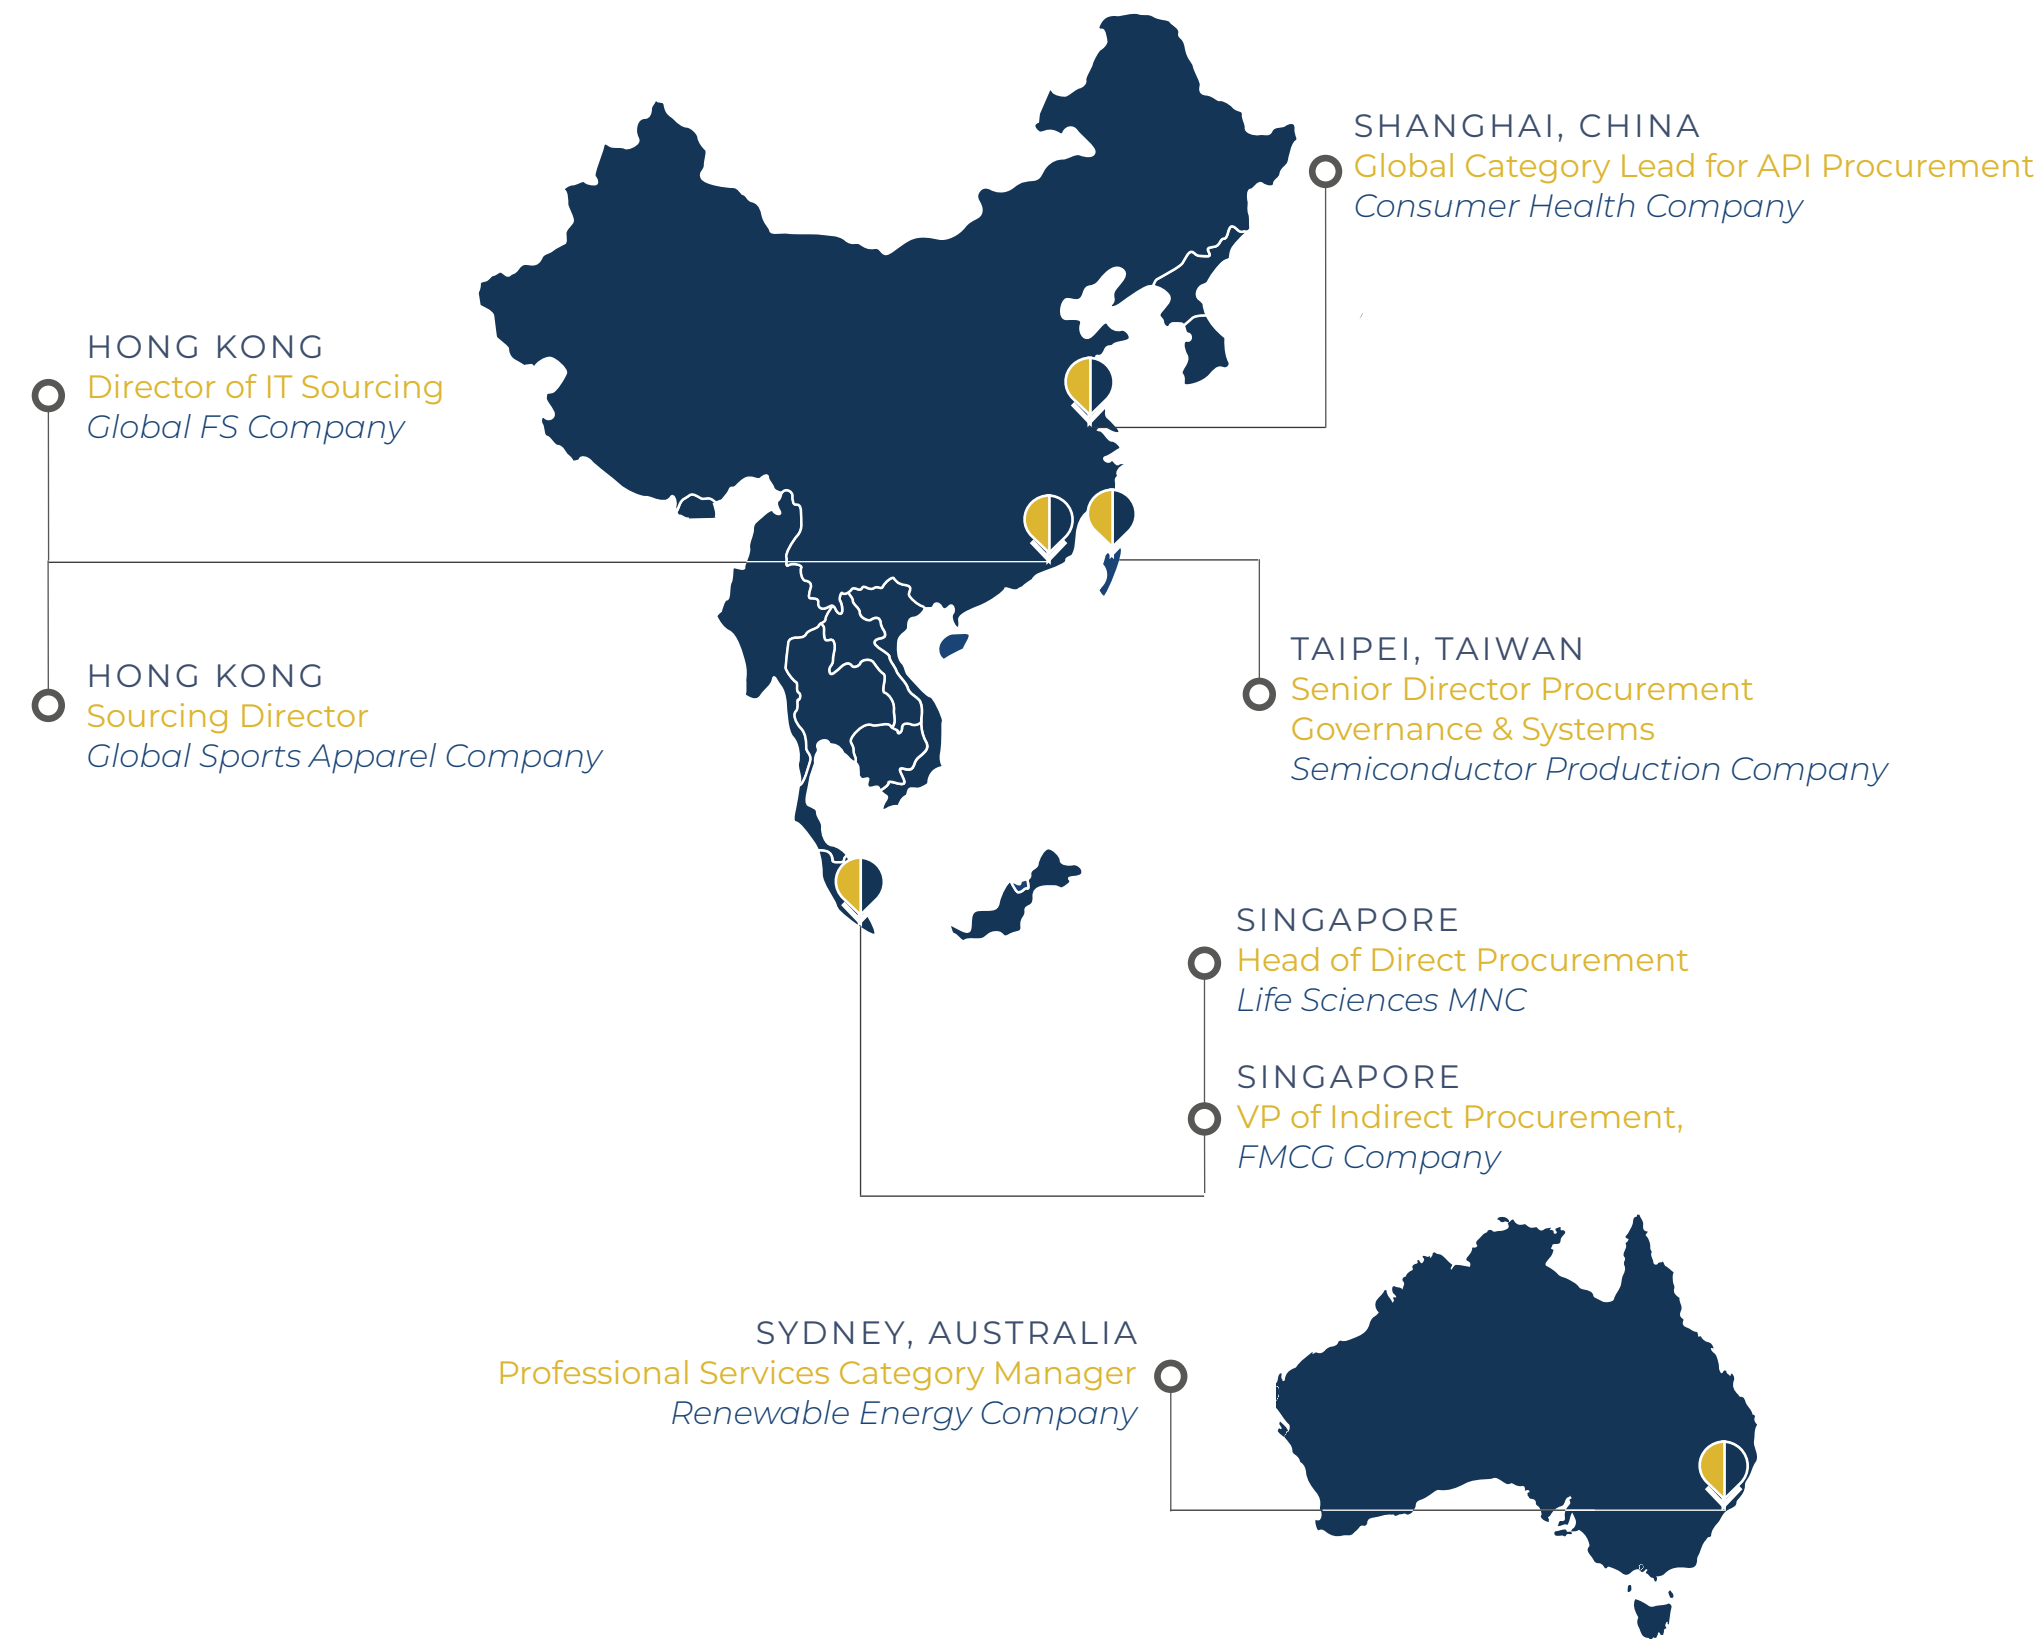 SHANGHAI, CHINA
Global Category Lead for API Procurement
Consumer Health Company
HONG KONG
Director of IT Sourcing
Global FS Company
HONG KONG
Sourcing Director
Global Sports Apparel Company
TAIPEI, TAIWAN
Senior Director Procurement
Governance & Systems
Semiconductor Production Company
SINGAPORE
Head of Direct Procurement
Life Sciences MNC
SINGAPORE
VP of Indirect Procurement,
FMCG Company
SYDNEY, AUSTRALIA
Professional Services Category Manager
Renewable Energy Company